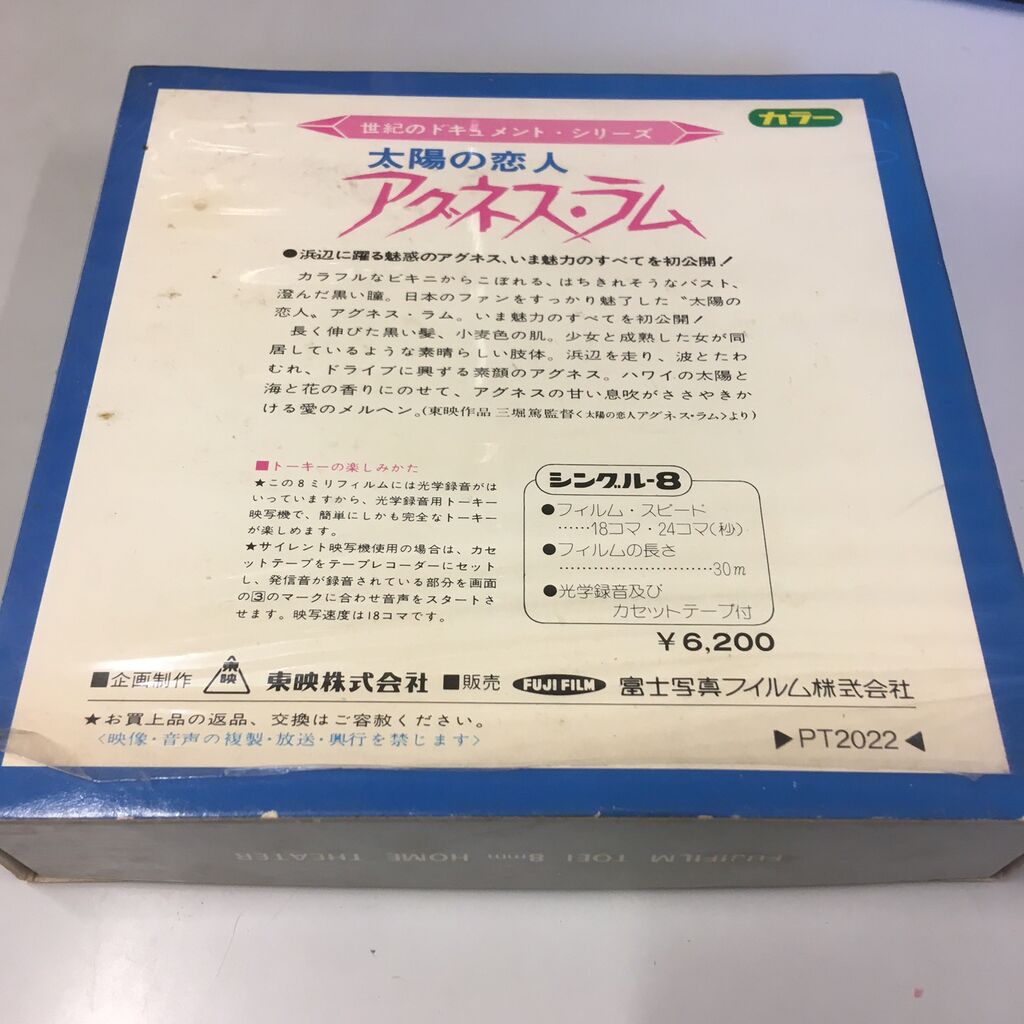 世紀のドキュメント・シリーズ
カラー
太陽の恋人
アグネス・ラム
●浜辺に躍る魅惑のアグネス、いま魅力のすべてを初公開!
カラフルなビキニからこぼれる、はちきれそうなバスト、
澄んだ黒い瞳。日本のファンをすっかり魅了した〝太陽の
恋人〟アグネス・ラム。いま魅力のすべてを初公開!
長く伸びた黒い髪、小麦色の肌。少女と成熟した女が同
居しているような素晴らしい肢体。浜辺を走り、波とたわ
むれ、ドライブに興ずる素顔のアグネス。ハワイの太陽と
海と花の香りにのせて、アグネスの甘い息吹がささやきか
ける愛のメルヘン。(東映作品 三堀篤監督<太陽の恋人アグネス・ラム>より)
■トーキーの楽しみかた
★この8ミリフィルムには光学録音がは
いっていますから、光学録音用トーキー
映写機で、簡単にしかも完全なトーキー
が楽しめます。
★サイレント映写機使用の場合は、カセ
ットテープをテープレコーダーにセット
し、発信音が録音されている部分を画面
の3のマークに合わせ音声をスタートさ
せます。映写速度は18コマです。
シングル-8
●フィルム・スピード
……18コマ・24コマ(秒)
●フィルムの長さ
………………………30m
●光学録音及び
カセットテープ付
¥6,200
■企画制作 東映 東映株式会社 ■販売 FUJI FILM 富士写真フイルム株式会社
★お買上品の返品、交換はご容赦ください。
<映像・音声の複製・放送・興行を禁じます>
▶PT2022◀
FUJIFILM TOEI 8mm HOME THEATER